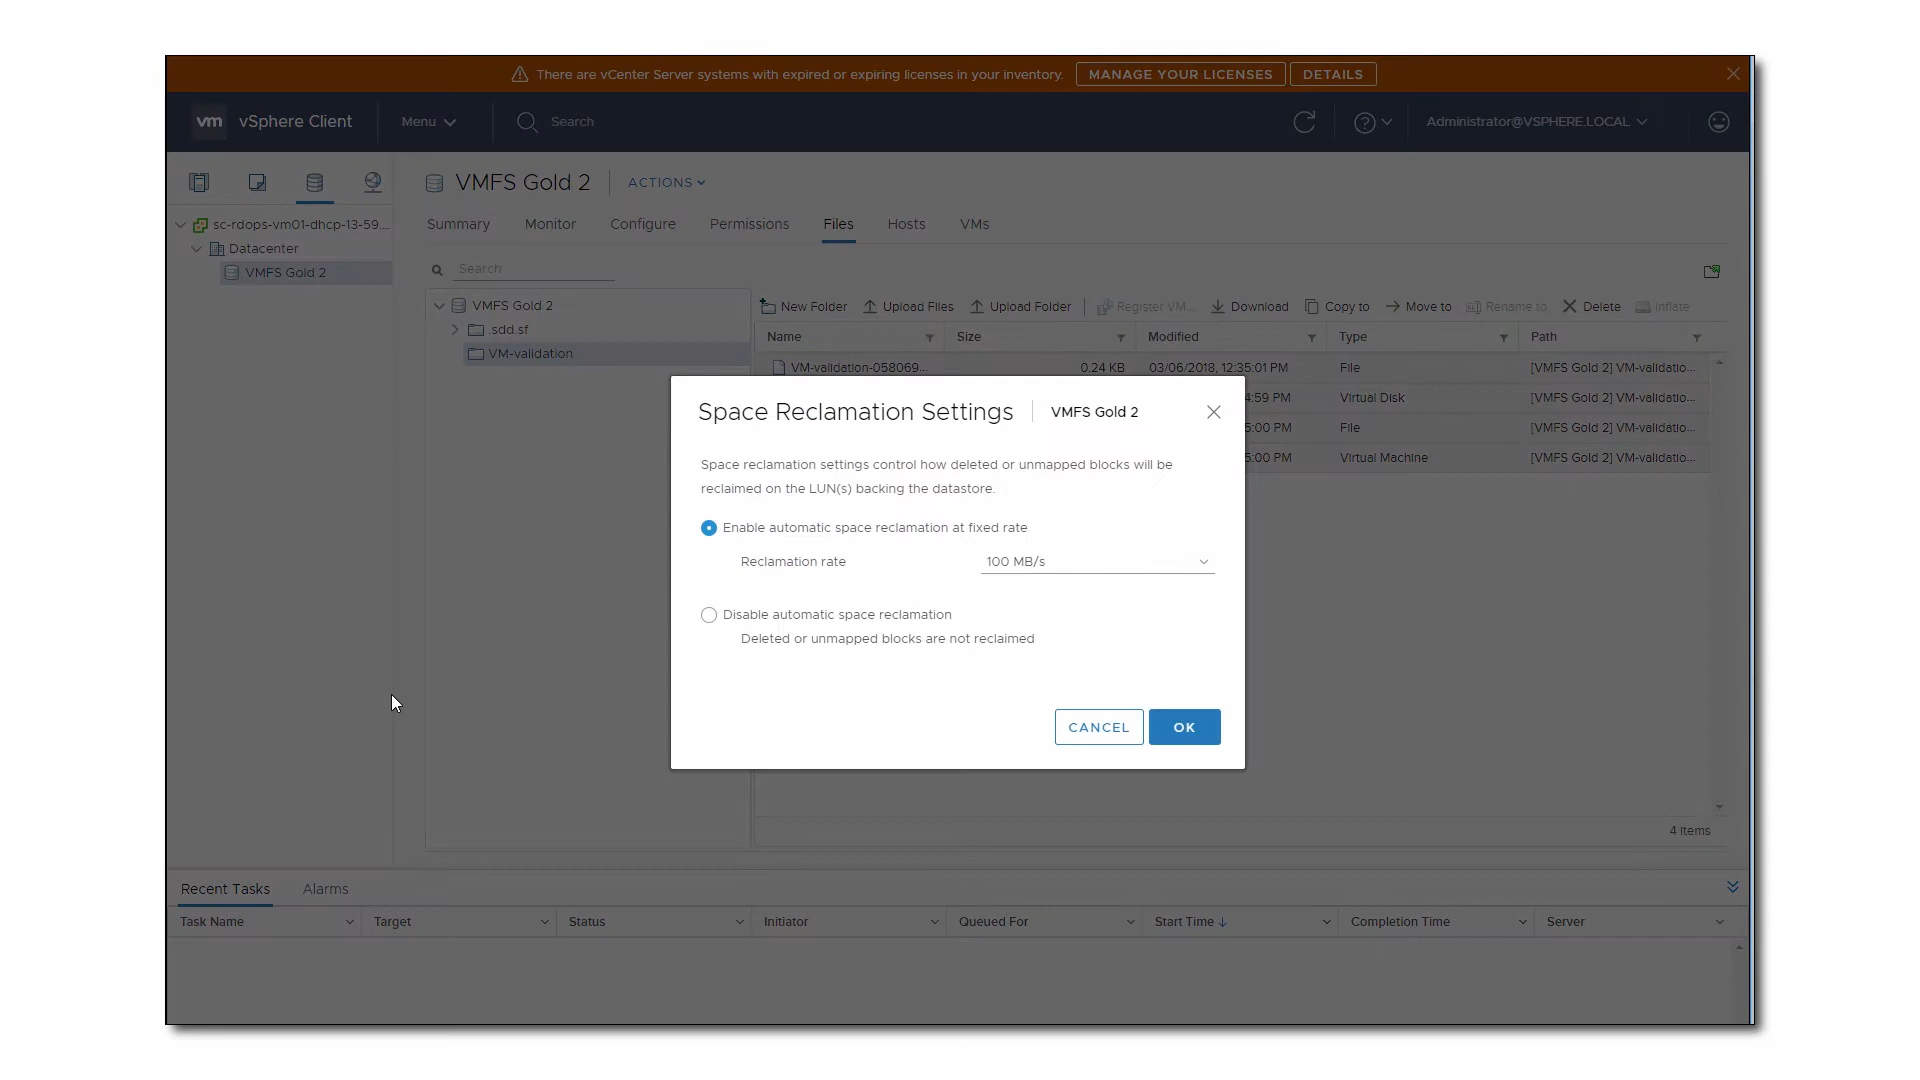 There are vCenter Server systems with expired or expiring licenses in your inventory. MANAGE YOUR LICENSES DETAILS
vm vSphere Client Menu Search Administrator@VSPHERE.LOCAL
VMFS Gold 2 ACTIONS
sc-rdops-vm01-dhcp-13-59...
Datacenter
VMFS Gold 2
Summary Monitor Configure Permissions Files Hosts VMs
Search
VMFS Gold 2
.sdd.sf
VM-validation
New Folder Upload Files Upload Folder Register VM... Download Copy to Move to Rename to Delete Inflate
Name Size Modified Type Path
VM-validation-058069... 0.24 KB 03/06/2018, 12:35:01 PM File [VMFS Gold 2] VM-validatio...
4:59 PM Virtual Disk [VMFS Gold 2] VM-validatio...
5:00 PM File [VMFS Gold 2] VM-validatio...
5:00 PM Virtual Machine [VMFS Gold 2] VM-validatio...
Space Reclamation Settings VMFS Gold 2
Space reclamation settings control how deleted or unmapped blocks will be
reclaimed on the LUN(s) backing the datastore.
Enable automatic space reclamation at fixed rate
Reclamation rate 100 MB/s
Disable automatic space reclamation
Deleted or unmapped blocks are not reclaimed
CANCEL OK
4 items
Recent Tasks Alarms
Task Name Target Status Initiator Queued For Start Time Completion Time Server